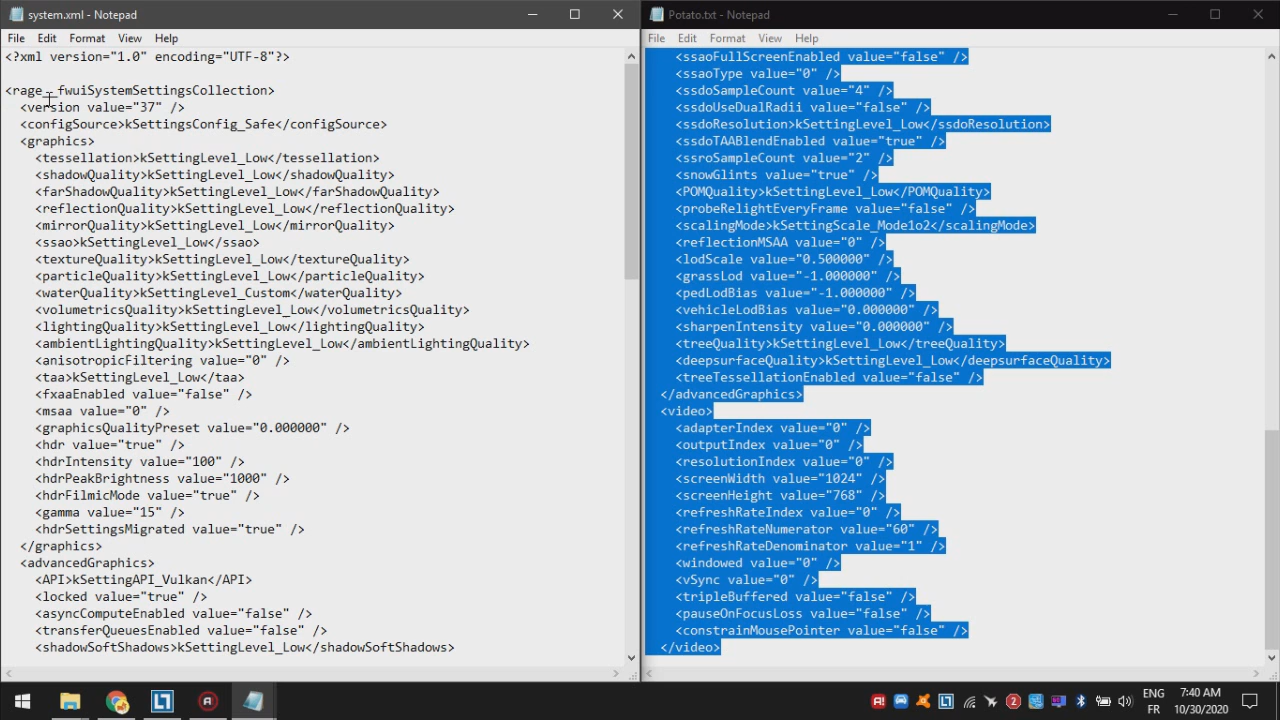 system.xml - Notepad
File Edit Format View Help
<?xml version="1.0" encoding="UTF-8"?>
<rage__fwuiSystemSettingsCollection>
<version value="37" />
<configSource>kSettingsConfig_Safe</configSource>
<graphics>
<tessellation>kSettingLevel_Low</tessellation>
<shadowQuality>kSettingLevel_Low</shadowQuality>
<farShadowQuality>kSettingLevel_Low</farShadowQuality>
<reflectionQuality>kSettingLevel_Low</reflectionQuality>
<mirrorQuality>kSettingLevel_Low</mirrorQuality>
<ssao>kSettingLevel_Low</ssao>
<textureQuality>kSettingLevel_Low</textureQuality>
<particleQuality>kSettingLevel_Low</particleQuality>
<waterQuality>kSettingLevel_Custom</waterQuality>
<volumetricsQuality>kSettingLevel_Low</volumetricsQuality>
<lightingQuality>kSettingLevel_Low</lightingQuality>
<ambientLightingQuality>kSettingLevel_Low</ambientLightingQuality>
<anisotropicFiltering value="0" />
<taa>kSettingLevel_Low</taa>
<fxaaEnabled value="false" />
<msaa value="0" />
<graphicsQualityPreset value="0.000000" />
<hdr value="true" />
<hdrIntensity value="100" />
<hdrPeakBrightness value="1000" />
<hdrFilmicMode value="true" />
<gamma value="15" />
<hdrSettingsMigrated value="true" />
</graphics>
<advancedGraphics>
<API>kSettingAPI_Vulkan</API>
<locked value="true" />
<asyncComputeEnabled value="false" />
<transferQueuesEnabled value="false" />
<shadowSoftShadows>kSettingLevel_Low</shadowSoftShadows>
Potato.txt - Notepad
File Edit Format View Help
<ssaoFullScreenEnabled value="false" />
<ssaoType value="0" />
<ssdoSampleCount value="4" />
<ssdoUseDualRadii value="false" />
<ssdoResolution>kSettingLevel_Low</ssdoResolution>
<ssdoTAABlendEnabled value="true" />
<ssroSampleCount value="2" />
<snowGlints value="true" />
<POMQuality>kSettingLevel_Low</POMQuality>
<probeRelightEveryFrame value="false" />
<scalingMode>kSettingScale_Mode1o2</scalingMode>
<reflectionMSAA value="0" />
<lodScale value="0.500000" />
<grassLod value="-1.000000" />
<pedLodBias value="-1.000000" />
<vehicleLodBias value="0.000000" />
<sharpenIntensity value="0.000000" />
<treeQuality>kSettingLevel_Low</treeQuality>
<deepsurfaceQuality>kSettingLevel_Low</deepsurfaceQuality>
<treeTessellationEnabled value="false" />
</advancedGraphics>
<video>
<adapterIndex value="0" />
<outputIndex value="0" />
<resolutionIndex value="0" />
<screenWidth value="1024" />
<screenHeight value="768" />
<refreshRateIndex value="0" />
<refreshRateNumerator value="60" />
<refreshRateDenominator value="1" />
<windowed value="0" />
<vSync value="0" />
<tripleBuffered value="false" />
<pauseOnFocusLoss value="false" />
<constrainMousePointer value="false" />
</video>
ENG 7:40 AM
FR 10/30/2020